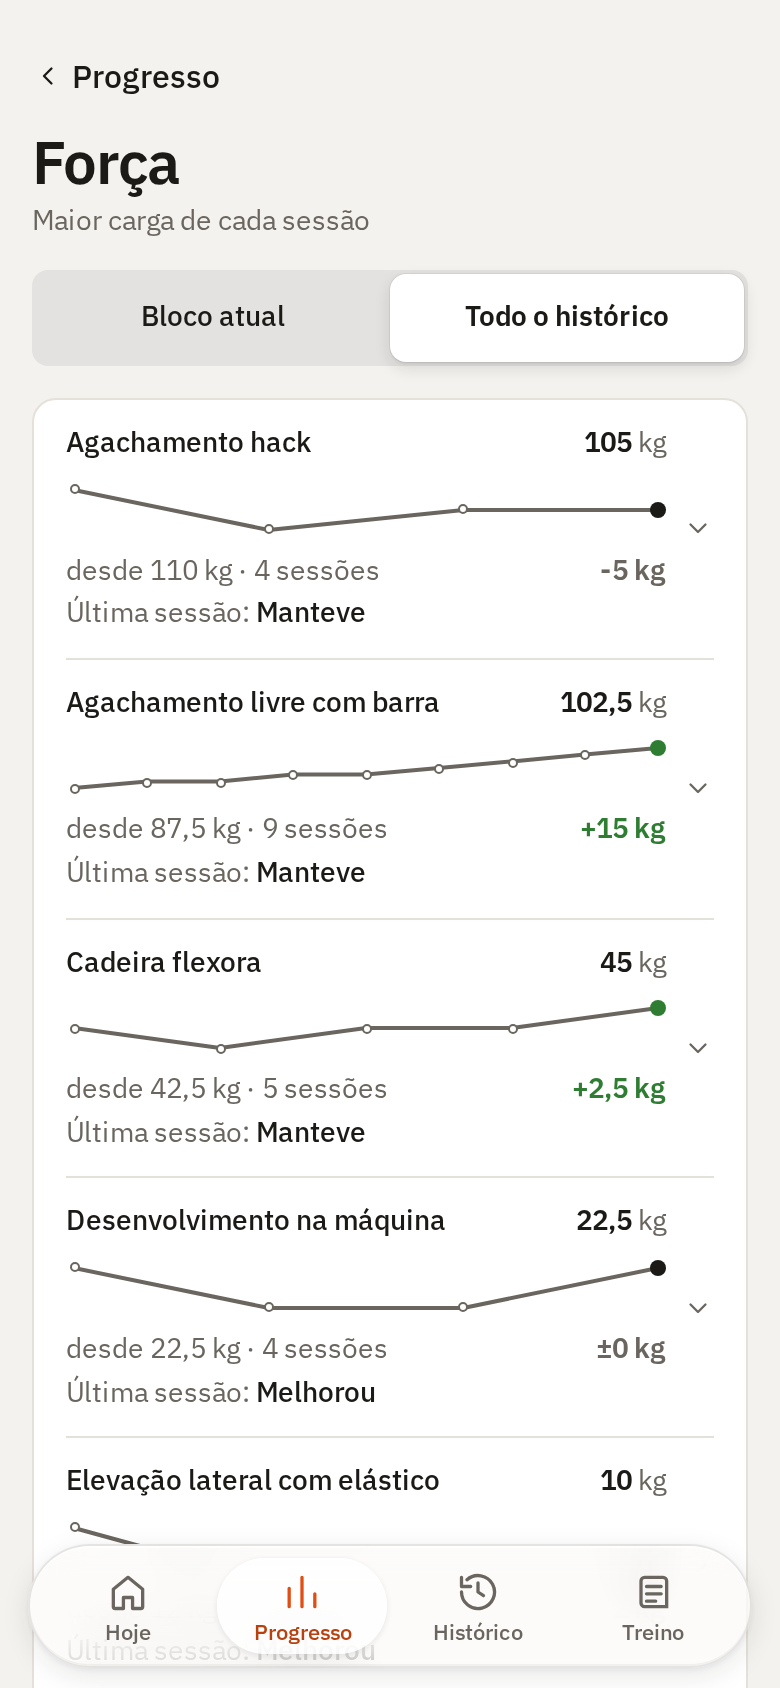 Progresso
Força
Maior carga de cada sessão
Bloco atual
Todo o histórico
Agachamento hack
105 kg
desde 110 kg · 4 sessões
-5 kg
Última sessão: Manteve
Agachamento livre com barra
102,5 kg
desde 87,5 kg · 9 sessões
+15 kg
Última sessão: Manteve
Cadeira flexora
45 kg
desde 42,5 kg · 5 sessões
+2,5 kg
Última sessão: Manteve
Desenvolvimento na máquina
22,5 kg
desde 22,5 kg · 4 sessões
±0 kg
Última sessão: Melhorou
Elevação lateral com elástico
10 kg
Última sessão: Melhorou
Hoje
Progresso
Histórico
Treino